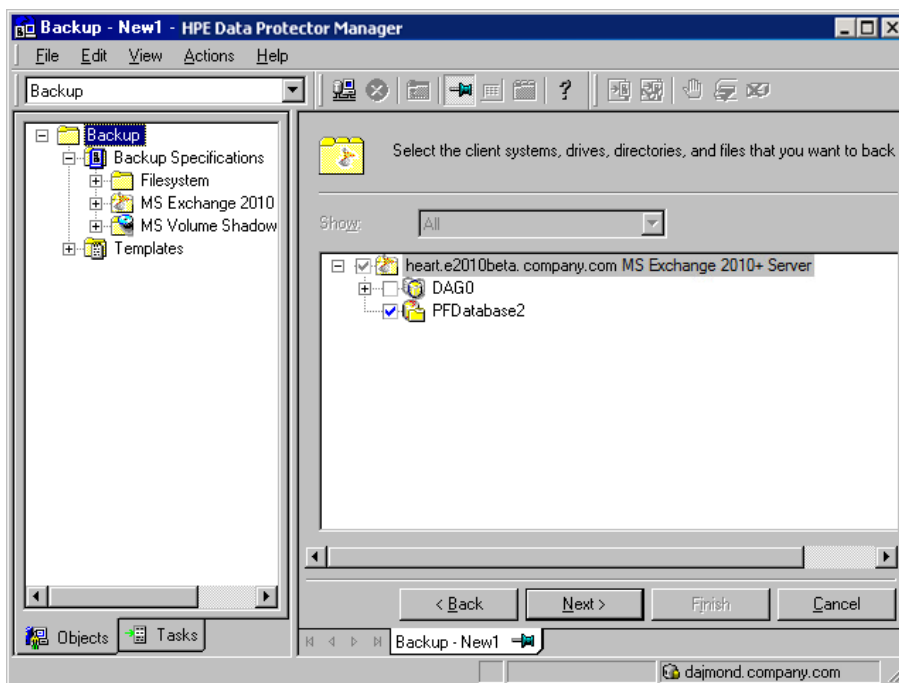 Backup - New1 - HPE Data Protector Manager
File Edit View Actions Help
Backup
Backup
Backup Specifications
Filesystem
MS Exchange 2010
MS Volume Shadow
Templates
Objects
Tasks
Select the client systems, drives, directories, and files that you want to back
Show:
All
heart.e2010beta. company.com MS Exchange 2010+ Server
DAG0
PFDatabase2
< Back
Next >
Finish
Cancel
Backup - New1
dajmond. company.com